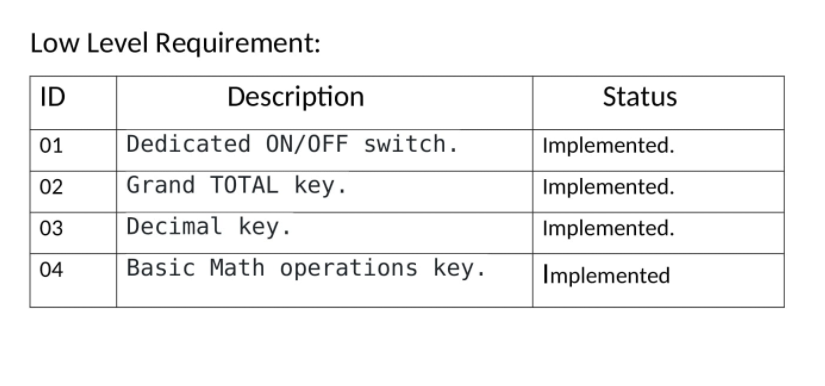 Low Level Requirement:
ID Description Status
01 Dedicated ON/OFF switch. Implemented.
02 Grand TOTAL key. Implemented.
03 Decimal key. Implemented.
04 Basic Math operations key. Implemented